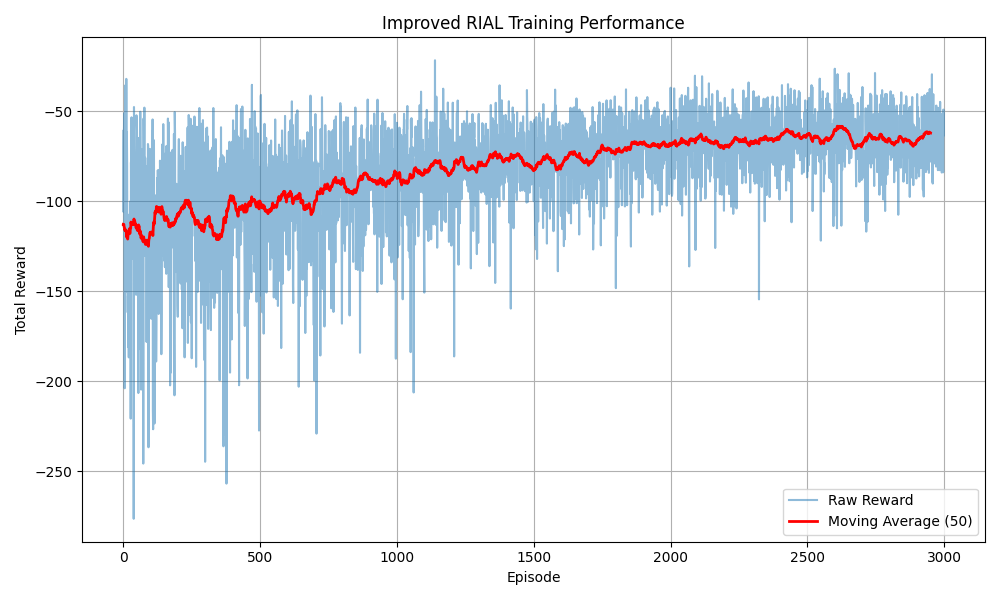 Improved RIAL Training Performance
Total Reward
−50
−100
−150
−200
−250
0
500
1000
1500
2000
2500
3000
Episode
Raw Reward
Moving Average (50)